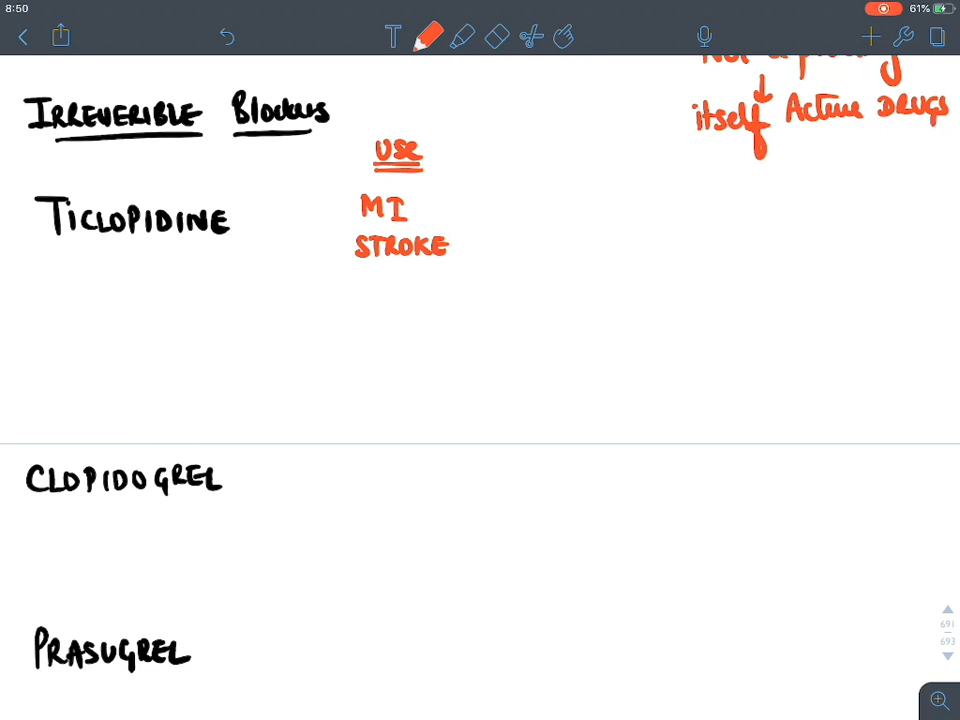 8:50
61%
T
itself Active DRUGS
IRREVERIBLE Blockers
USE
TICLOPIDINE
MI
STROKE
CLOPIDOGREL
PRASUGREL
691
693